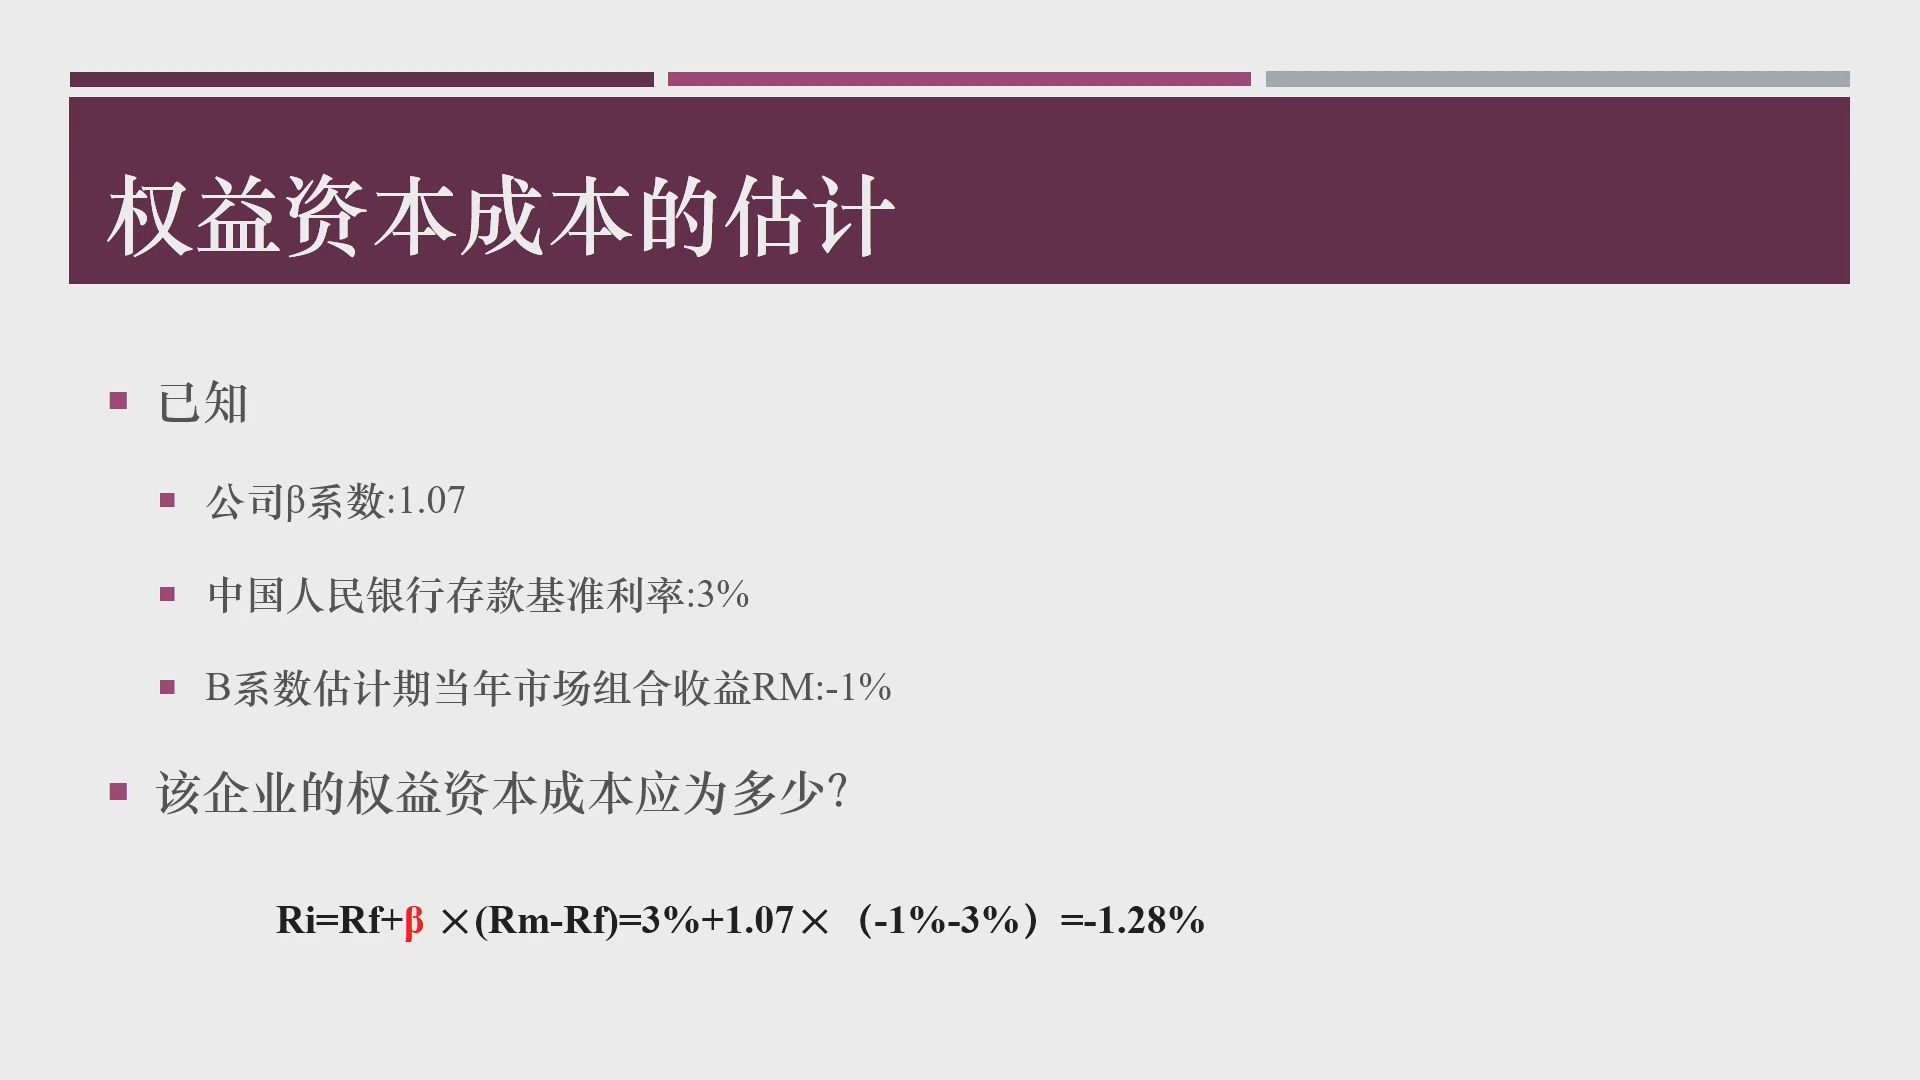 权益资本成本的估计
已知
公司β系数:1.07
中国人民银行存款基准利率:3%
B系数估计期当年市场组合收益RM:-1%
该企业的权益资本成本应为多少?
Ri=Rf+β ×(Rm-Rf)=3%+1.07×（-1%-3%）=-1.28%